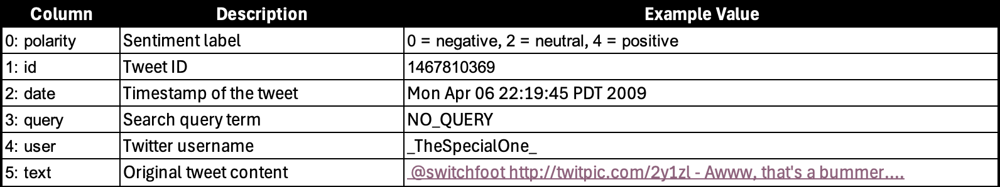 Column Description Example Value
0: polarity Sentiment label 0 = negative, 2 = neutral, 4 = positive
1: id Tweet ID 1467810369
2: date Timestamp of the tweet Mon Apr 06 22:19:45 PDT 2009
3: query Search query term NO_QUERY
4: user Twitter username _TheSpecialOne_
5: text Original tweet content @switchfoot http://twitpic.com/2y1zl - Awww, that's a bummer....